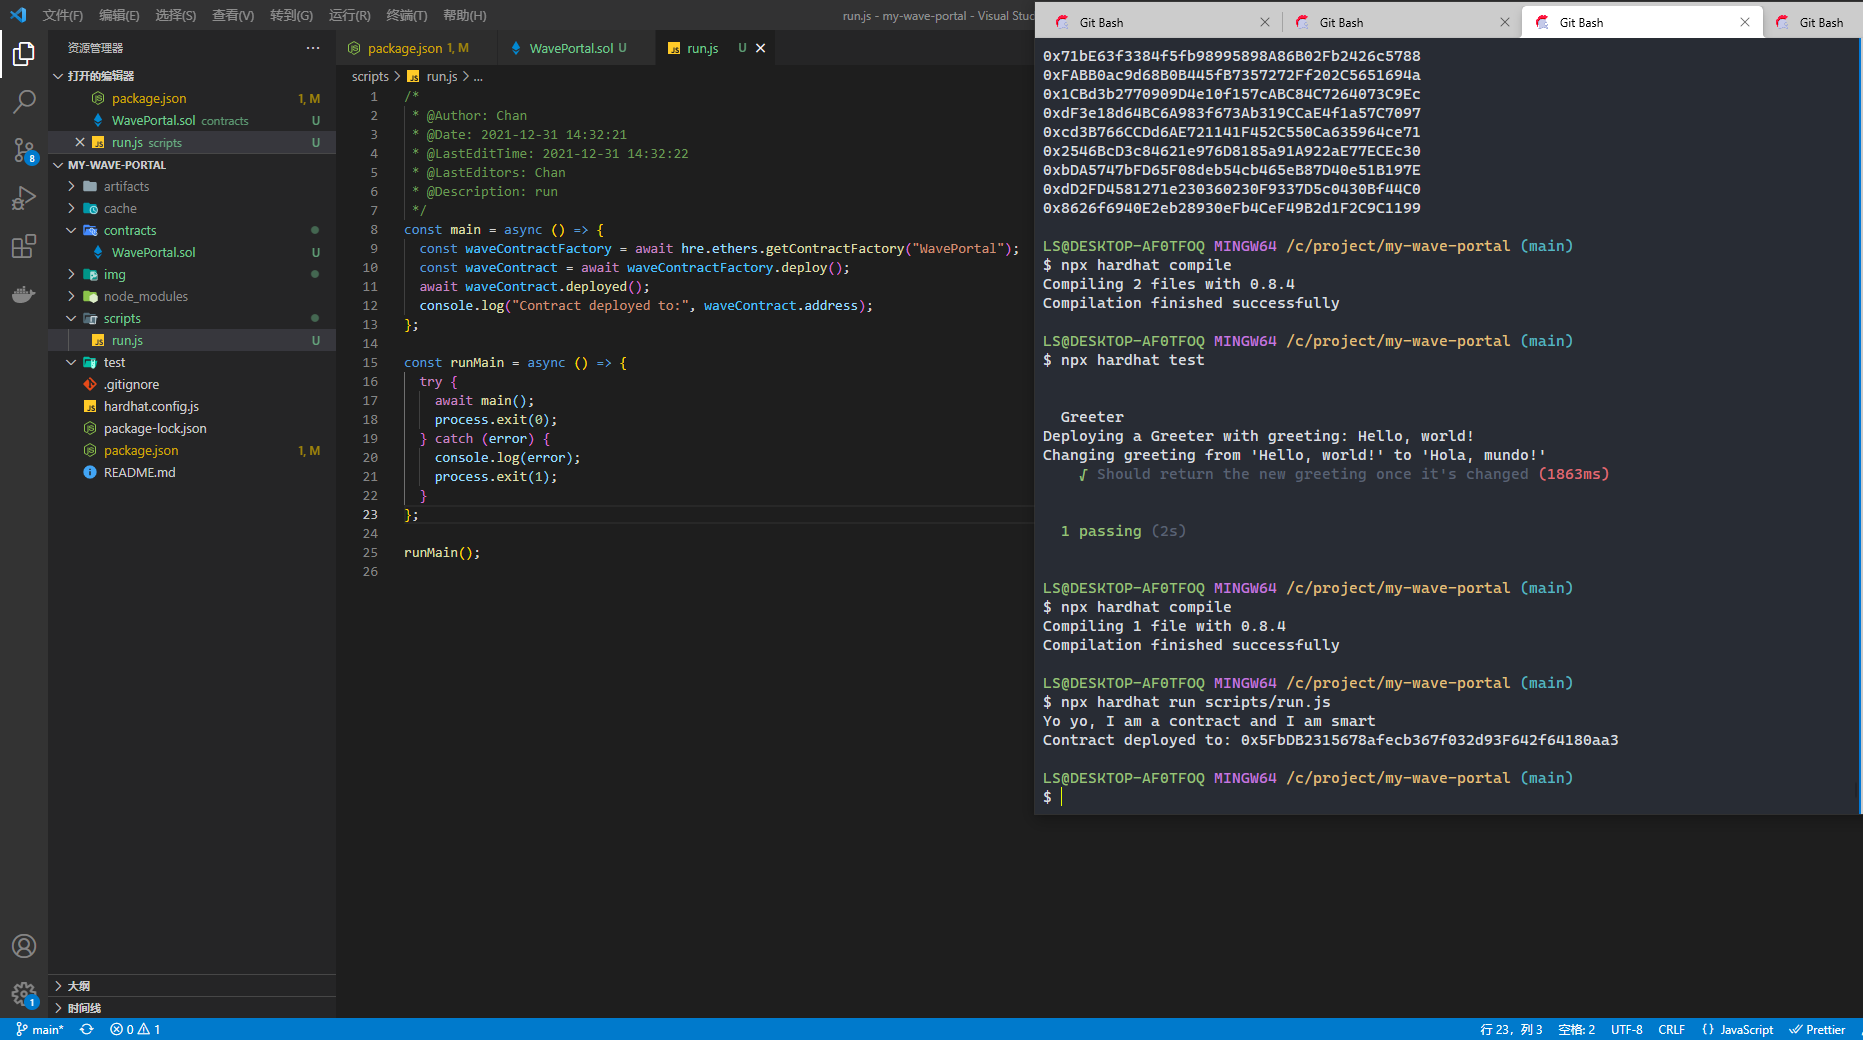 文件(F) 编辑(E) 选择(S) 查看(V) 转到(G) 运行(R) 终端(T) 帮助(H)
run.js - my-wave-portal - Visual Stu
资源管理器
打开的编辑器
package.json 1, M
WavePortal.sol contracts U
run.js scripts U
MY-WAVE-PORTAL
artifacts
cache
contracts
WavePortal.sol U
img
node_modules
scripts
run.js U
test
.gitignore
hardhat.config.js
package-lock.json
package.json 1, M
README.md
大纲
时间线
8
1
package.json 1, M WavePortal.sol U run.js U
scripts > run.js > ...
1 /*
2 * @Author: Chan
3 * @Date: 2021-12-31 14:32:21
4 * @LastEditTime: 2021-12-31 14:32:22
5 * @LastEditors: Chan
6 * @Description: run
7 */
8 const main = async () => {
9 const waveContractFactory = await hre.ethers.getContractFactory("WavePortal");
10 const waveContract = await waveContractFactory.deploy();
11 await waveContract.deployed();
12 console.log("Contract deployed to:", waveContract.address);
13 };
14
15 const runMain = async () => {
16 try {
17 await main();
18 process.exit(0);
19 } catch (error) {
20 console.log(error);
21 process.exit(1);
22 }
23 };
24
25 runMain();
26
Git Bash Git Bash Git Bash Git Bash
0x71bE63f3384f5fb98995898A86B02Fb2426c5788
0xFABB0ac9d68B0B445fB7357272Ff202C5651694a
0x1CBd3b2770909D4e10f157cABC84C7264073C9Ec
0xdF3e18d64BC6A983f673Ab319CCaE4f1a57C7097
0xcd3B766CCDd6AE721141F452C550Ca635964ce71
0x2546BcD3c84621e976D8185a91A922aE77ECEc30
0xbDA5747bFD65F08deb54cb465eB87D40e51B197E
0xdD2FD4581271e230360230F9337D5c0430Bf44C0
0x8626f6940E2eb28930eFb4CeF49B2d1F2C9C1199
LS@DESKTOP-AF0TFOQ MINGW64 /c/project/my-wave-portal (main)
$ npx hardhat compile
Compiling 2 files with 0.8.4
Compilation finished successfully
LS@DESKTOP-AF0TFOQ MINGW64 /c/project/my-wave-portal (main)
$ npx hardhat test
Greeter
Deploying a Greeter with greeting: Hello, world!
Changing greeting from 'Hello, world!' to 'Hola, mundo!'
√ Should return the new greeting once it's changed (1863ms)
1 passing (2s)
LS@DESKTOP-AF0TFOQ MINGW64 /c/project/my-wave-portal (main)
$ npx hardhat compile
Compiling 1 file with 0.8.4
Compilation finished successfully
LS@DESKTOP-AF0TFOQ MINGW64 /c/project/my-wave-portal (main)
$ npx hardhat run scripts/run.js
Yo yo, I am a contract and I am smart
Contract deployed to: 0x5FbDB2315678afecb367f032d93F642f64180aa3
LS@DESKTOP-AF0TFOQ MINGW64 /c/project/my-wave-portal (main)
$
main* 0 1
行 23，列 3 空格: 2 UTF-8 CRLF {} JavaScript Prettier